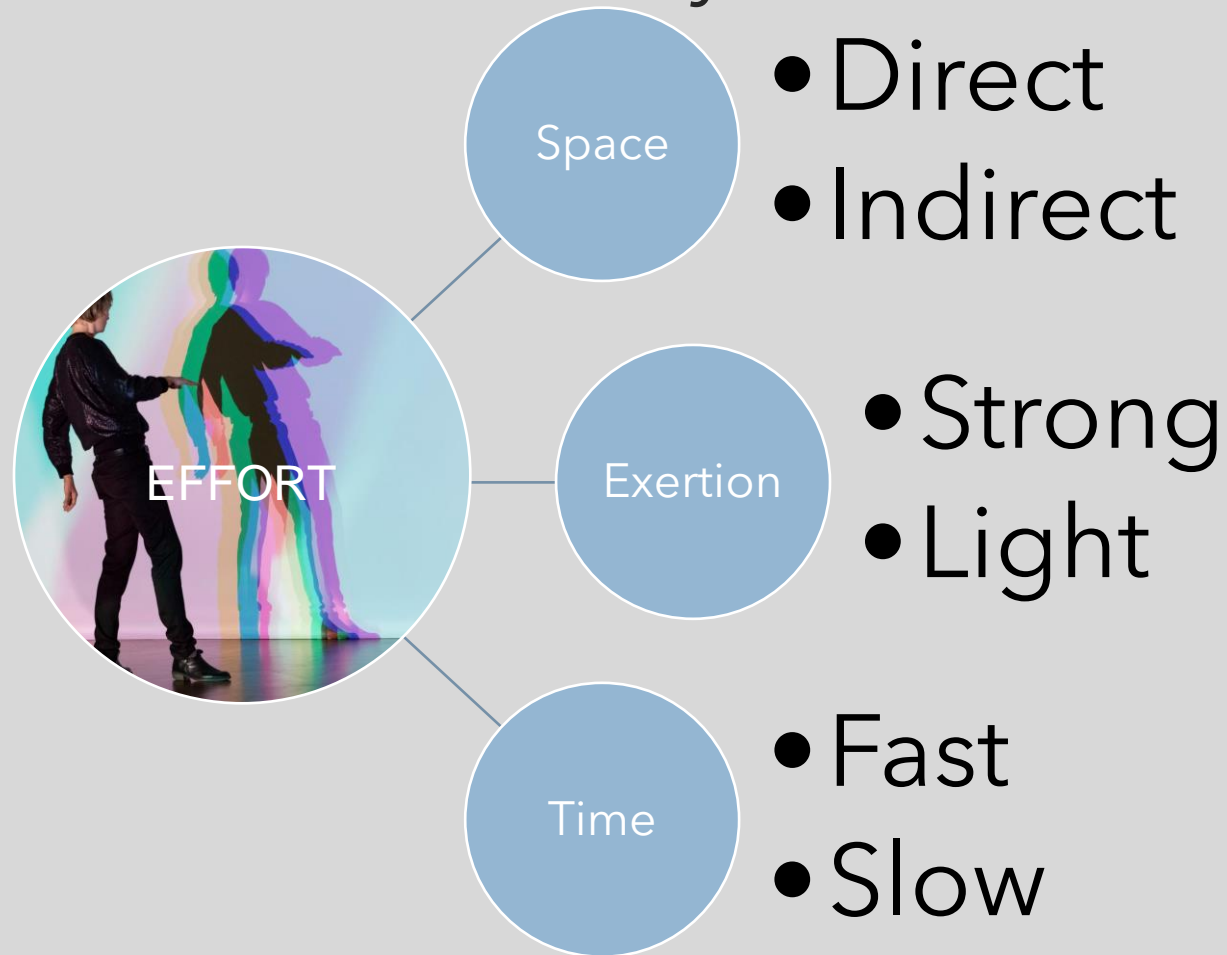 Space
• Direct
• Indirect
EFFORT
Exertion
• Strong
• Light
Time
• Fast
• Slow